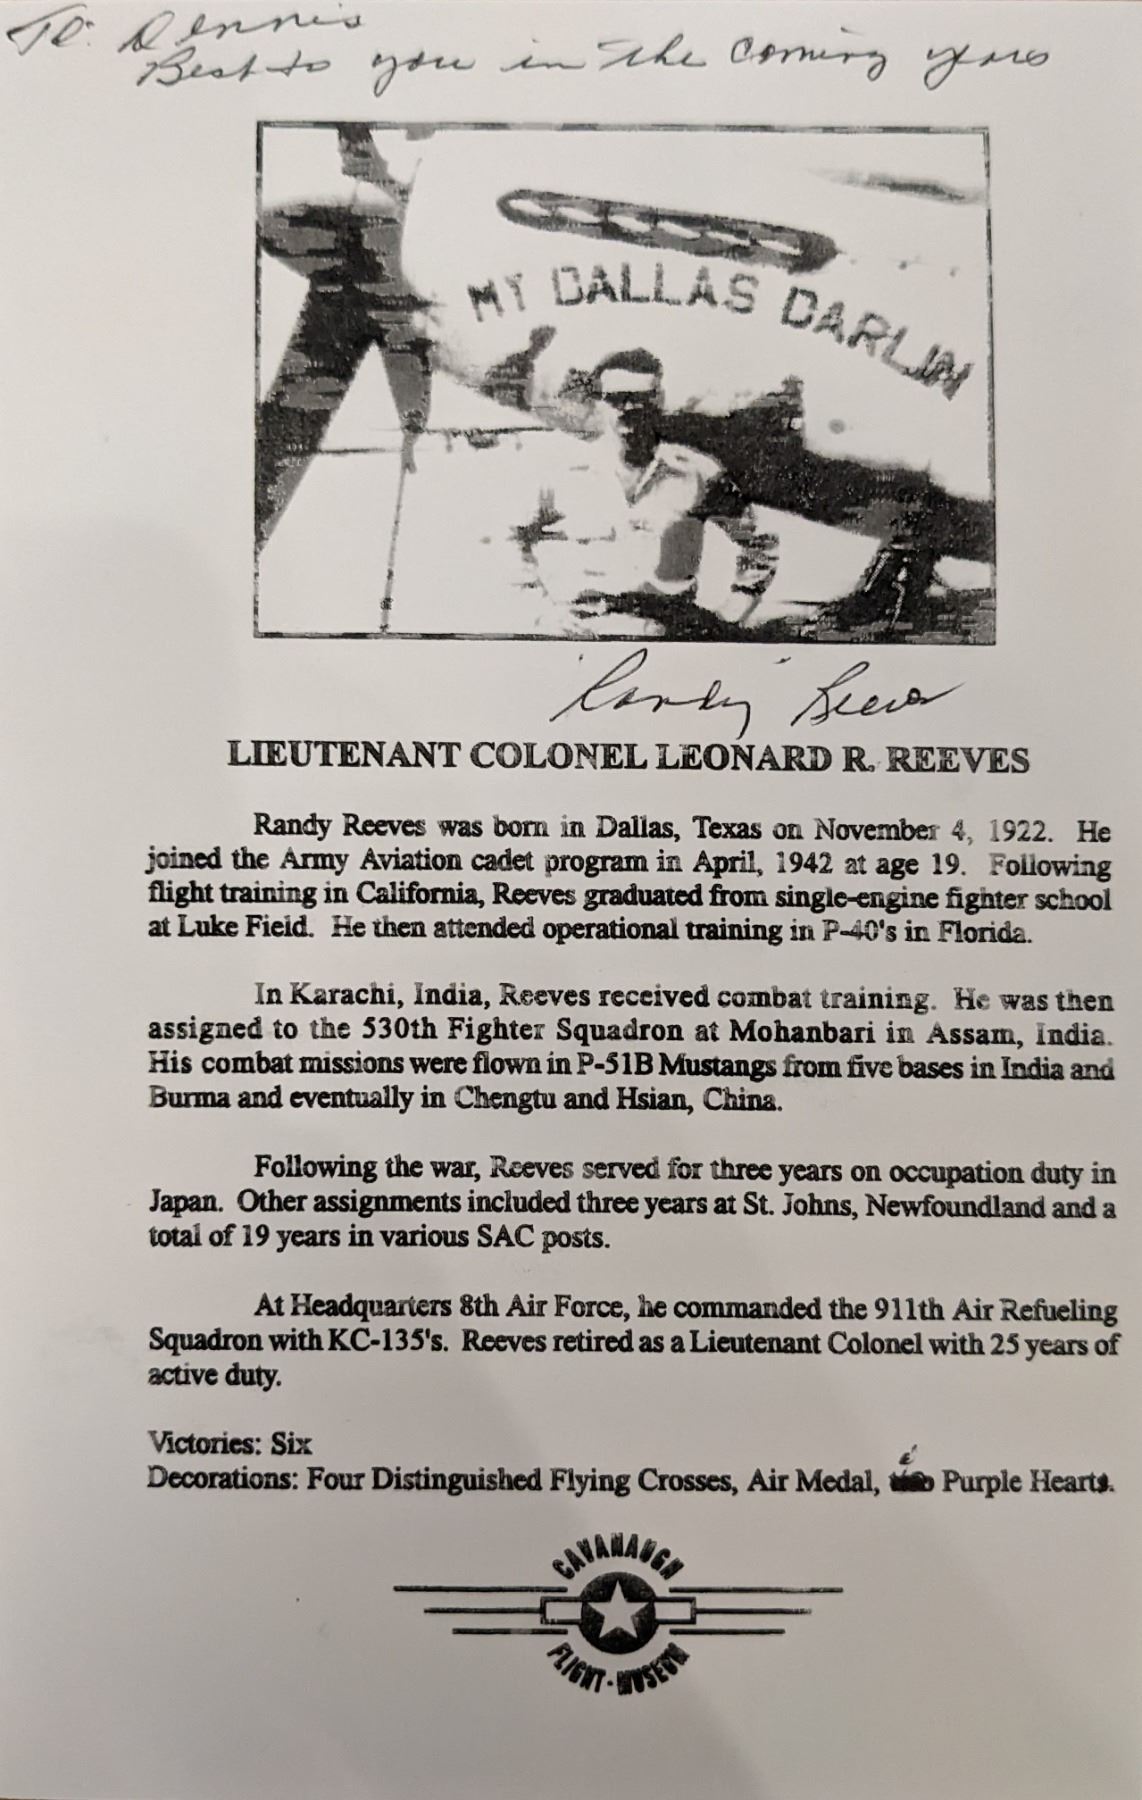 To: Dennis
Best to you in the coming years
MY DALLAS DARLIN
"Randy" Reeves
LIEUTENANT COLONEL LEONARD R. REEVES
Randy Reeves was born in Dallas, Texas on November 4, 1922. He
joined the Army Aviation cadet program in April, 1942 at age 19. Following
flight training in California, Reeves graduated from single-engine fighter school
at Luke Field. He then attended operational training in P-40's in Florida.
In Karachi, India, Reeves received combat training. He was then
assigned to the 530th Fighter Squadron at Mohanbari in Assam, India.
His combat missions were flown in P-51B Mustangs from five bases in India and
Burma and eventually in Chengtu and Hsian, China.
Following the war, Reeves served for three years on occupation duty in
Japan. Other assignments included three years at St. Johns, Newfoundland and a
total of 19 years in various SAC posts.
At Headquarters 8th Air Force, he commanded the 911th Air Refueling
Squadron with KC-135's. Reeves retired as a Lieutenant Colonel with 25 years of
active duty.
Victories: Six
Decorations: Four Distinguished Flying Crosses, Air Medal, Purple Hearts.
CAVANAUGH
FLIGHT-MUSEUM